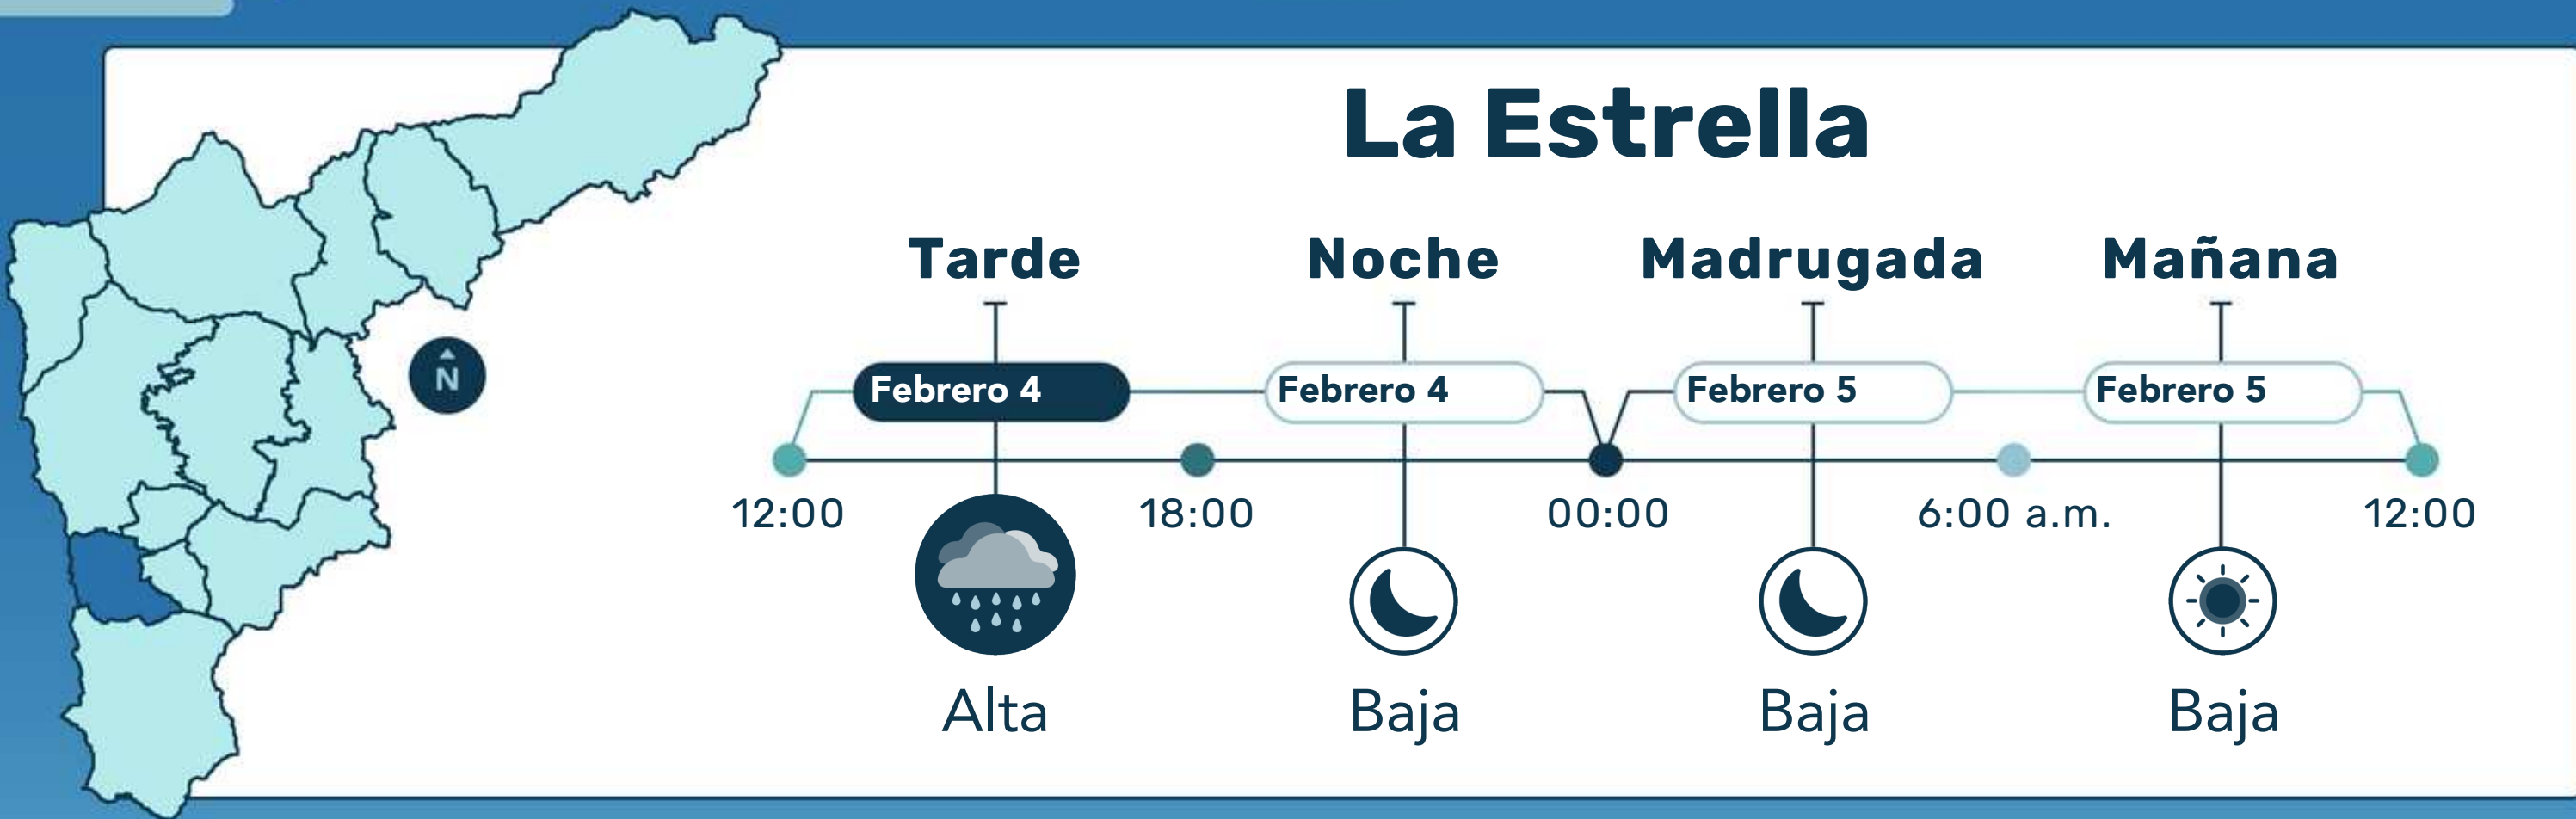 La Estrella
Tarde Noche Madrugada Mañana
N
Febrero 4 Febrero 4 Febrero 5 Febrero 5
12:00 18:00 00:00 6:00 a.m. 12:00
Alta Baja Baja Baja